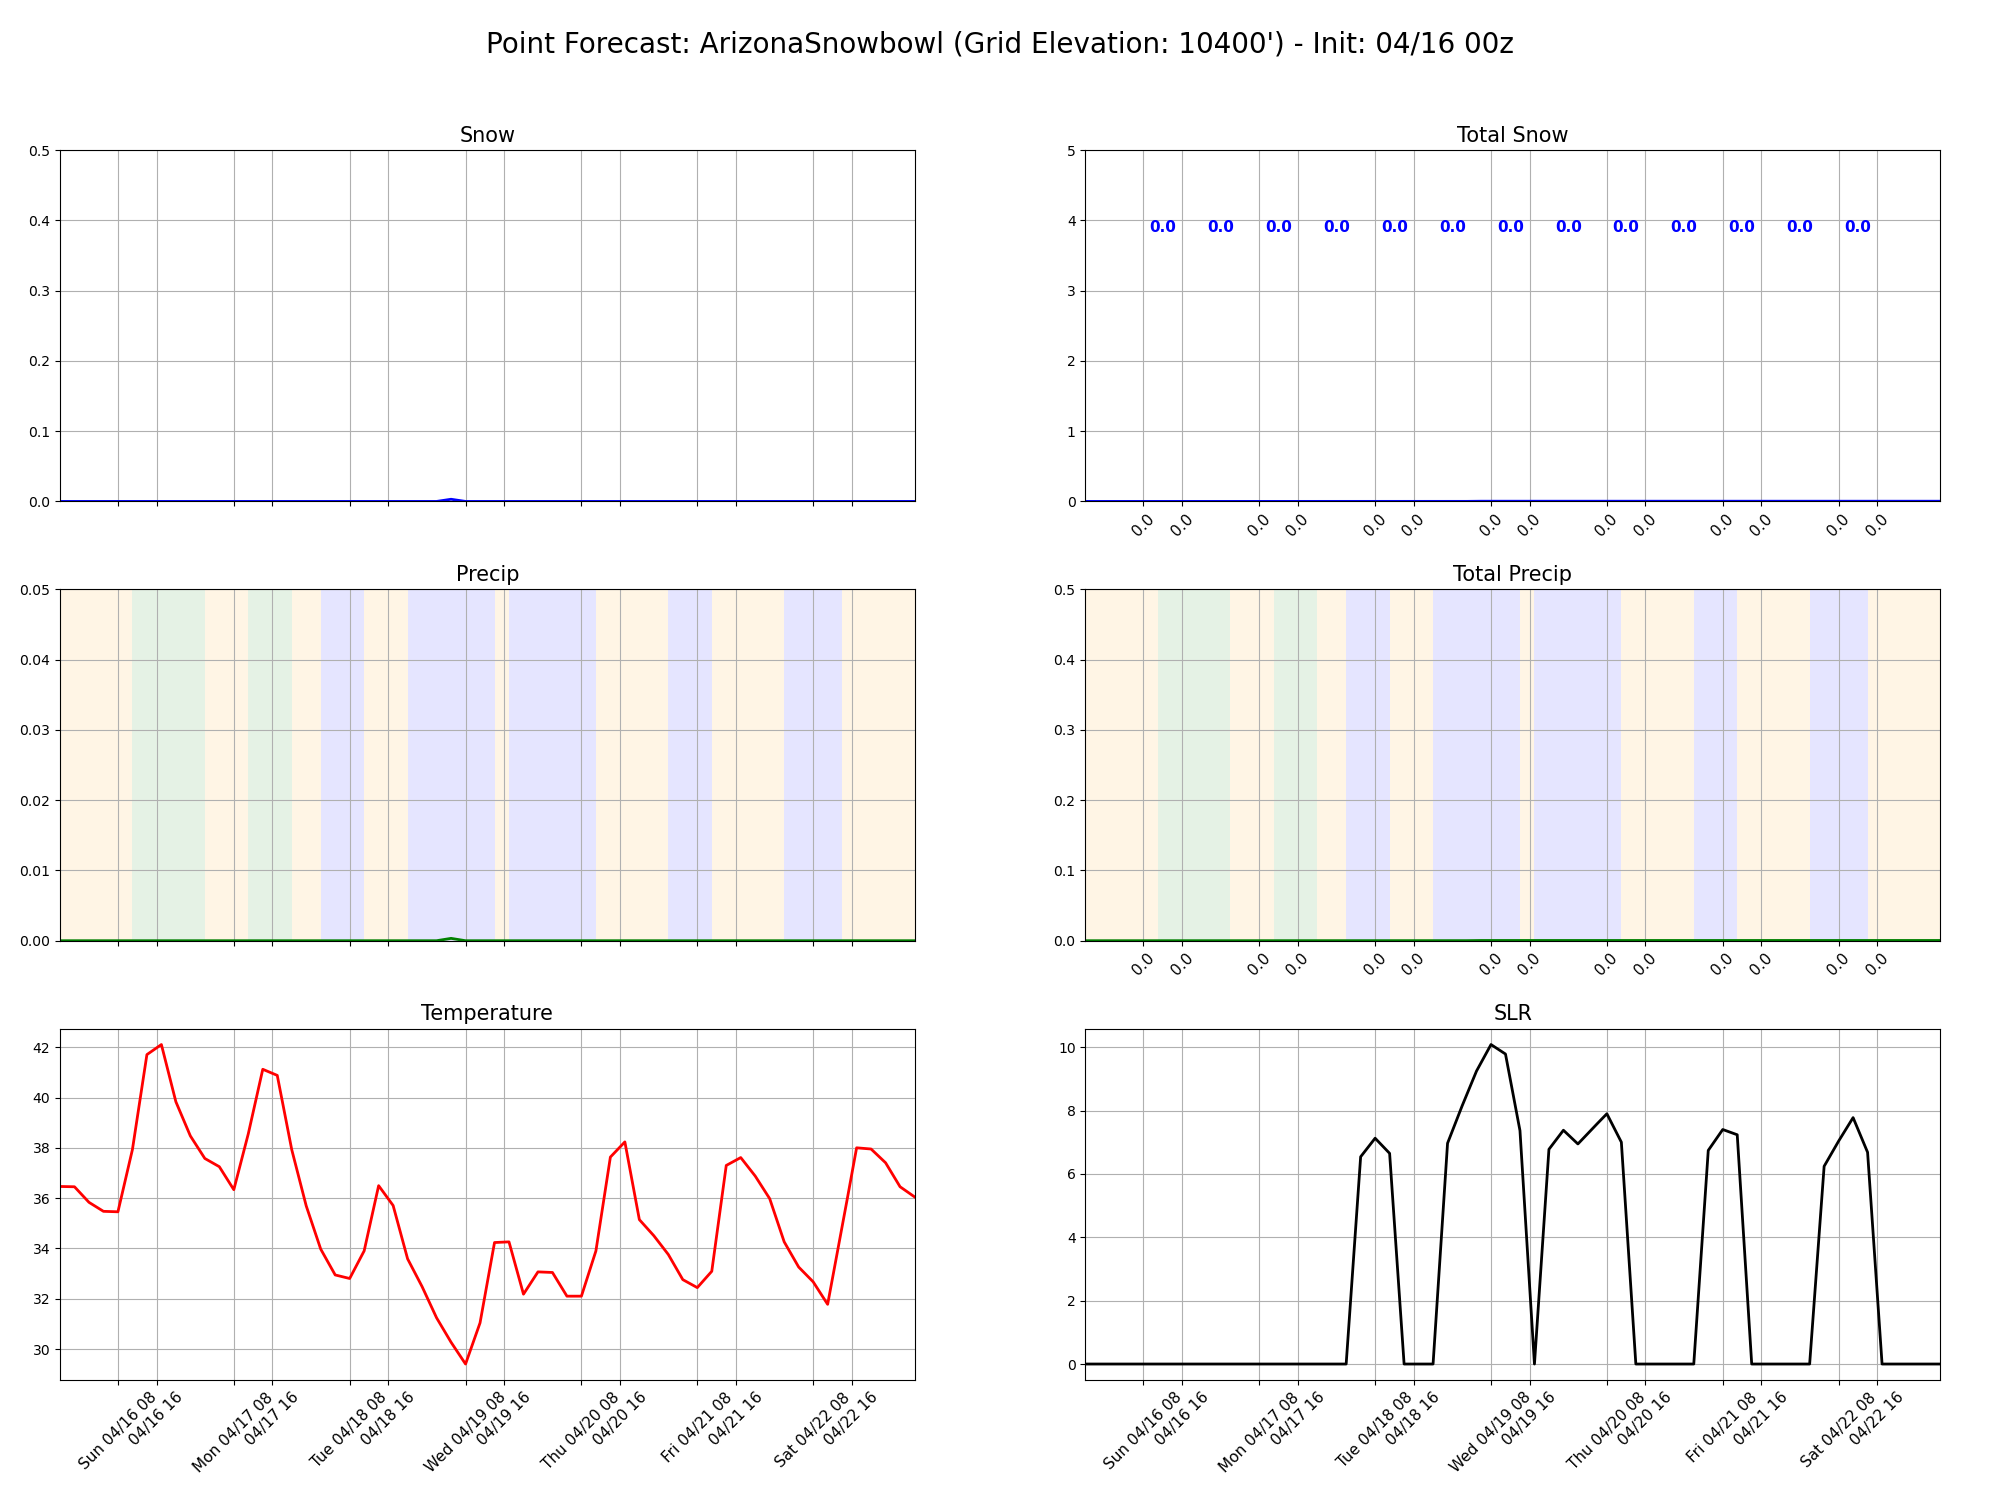 Point Forecast: ArizonaSnowbowl (Grid Elevation: 10400') - Init: 04/16 00z
Snow
0.5
0.4
0.3
0.2
0.1
0.0
Total Snow
5
4
3
2
1
0
0.0 0.0 0.0 0.0 0.0 0.0 0.0 0.0 0.0 0.0 0.0 0.0 0.0
0.0 0.0 0.0 0.0 0.0 0.0 0.0 0.0 0.0 0.0 0.0 0.0 0.0 0.0
Precip
0.05
0.04
0.03
0.02
0.01
0.00
Total Precip
0.5
0.4
0.3
0.2
0.1
0.0
0.0 0.0 0.0 0.0 0.0 0.0 0.0 0.0 0.0 0.0 0.0 0.0 0.0 0.0
Temperature
42
40
38
36
34
32
30
Sun 04/16 08
04/16 16
Mon 04/17 08
04/17 16
Tue 04/18 08
04/18 16
Wed 04/19 08
04/19 16
Thu 04/20 08
04/20 16
Fri 04/21 08
04/21 16
Sat 04/22 08
04/22 16
SLR
10
8
6
4
2
0
Sun 04/16 08
04/16 16
Mon 04/17 08
04/17 16
Tue 04/18 08
04/18 16
Wed 04/19 08
04/19 16
Thu 04/20 08
04/20 16
Fri 04/21 08
04/21 16
Sat 04/22 08
04/22 16